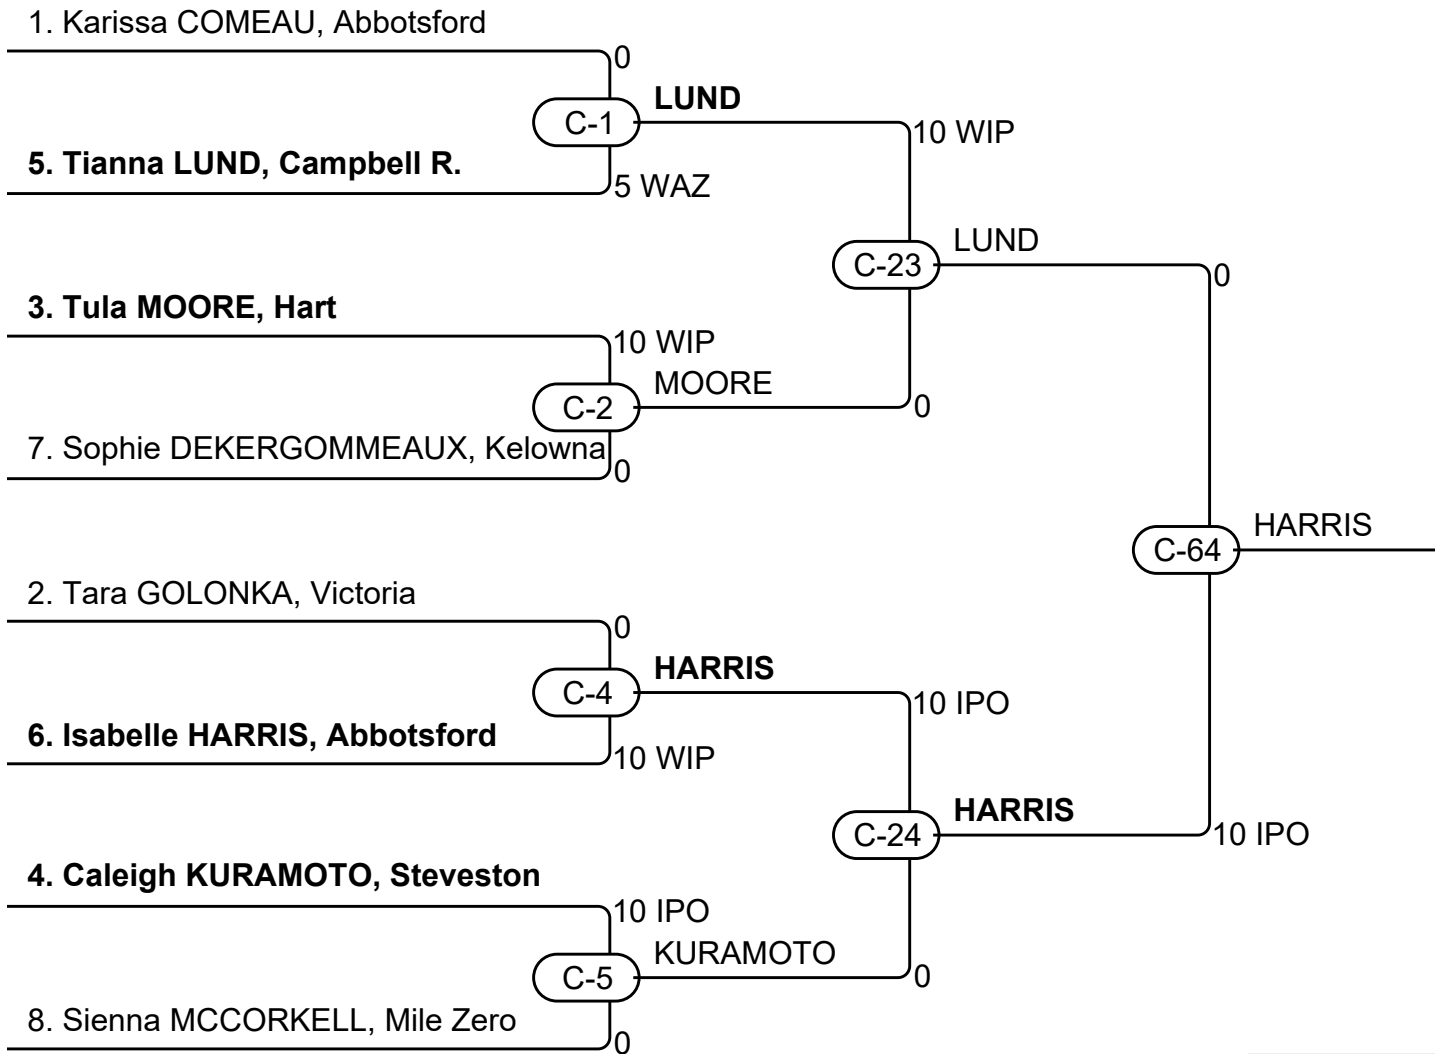 1. Karissa COMEAU, Abbotsford
0
LUND
C-1
10 WIP
5. Tianna LUND, Campbell R.
5 WAZ
LUND
C-23
0
3. Tula MOORE, Hart
10 WIP
MOORE
C-2
0
7. Sophie DEKERGOMMEAUX, Kelowna
0
HARRIS
C-64
2. Tara GOLONKA, Victoria
0
HARRIS
C-4
10 IPO
6. Isabelle HARRIS, Abbotsford
10 WIP
HARRIS
C-24
10 IPO
4. Caleigh KURAMOTO, Steveston
10 IPO
KURAMOTO
C-5
0
8. Sienna MCCORKELL, Mile Zero
0